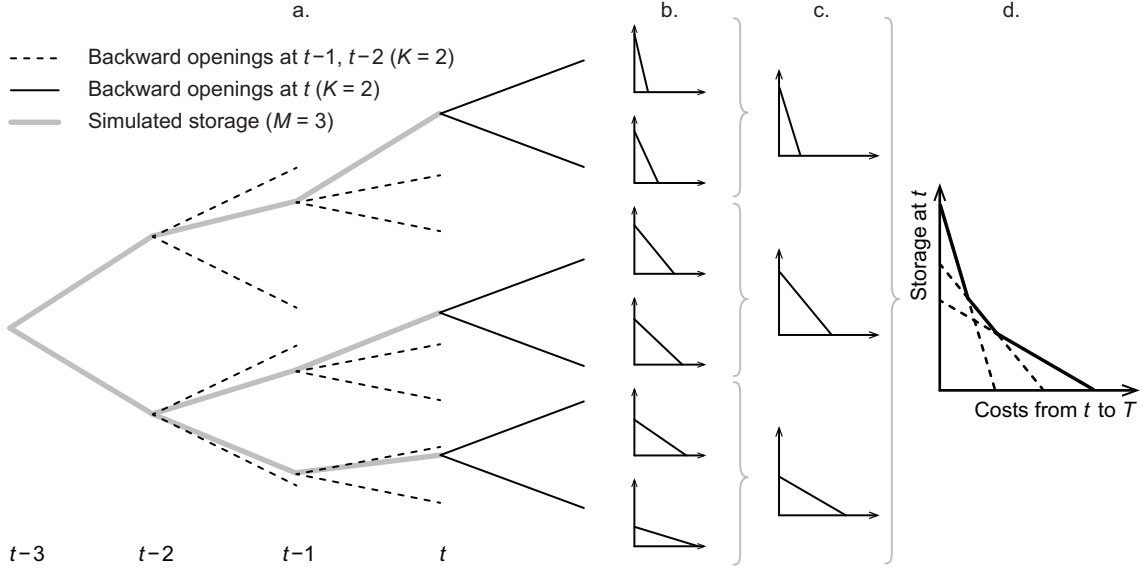 a.
b.
c.
d.
Backward openings at t−1, t−2 (K = 2)
Backward openings at t (K = 2)
Simulated storage (M = 3)
Storage at t
Costs from t to T
t−3
t−2
t−1
t